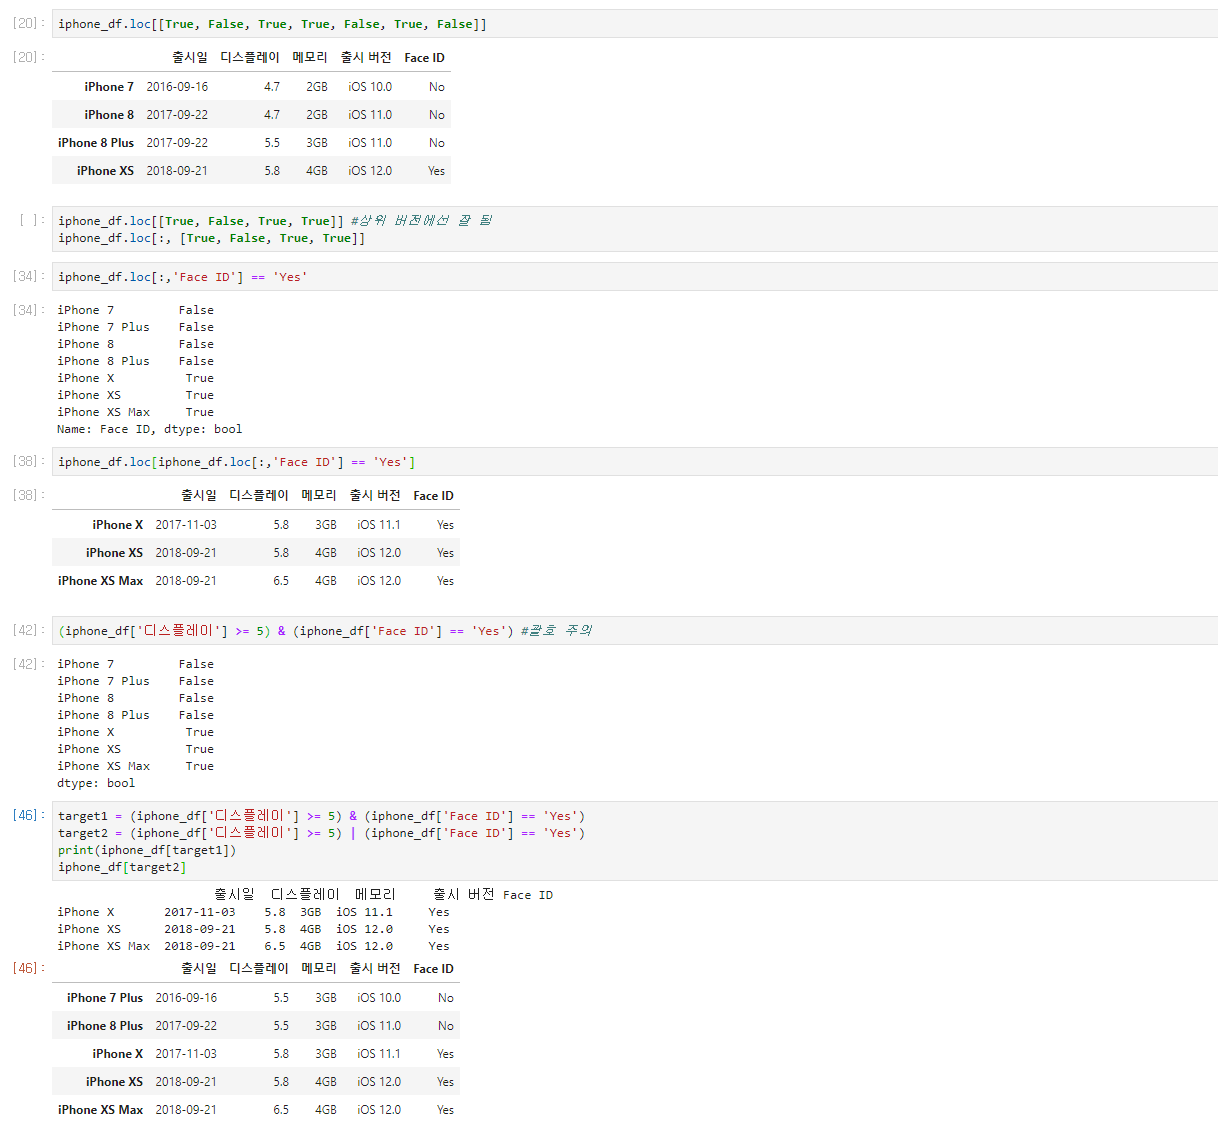 [20]: iphone_df.loc[[True, False, True, True, False, True, False]]
[20]: 출시일 디스플레이 메모리 출시 버전 Face ID
iPhone 7 2016-09-16 4.7 2GB iOS 10.0 No
iPhone 8 2017-09-22 4.7 2GB iOS 11.0 No
iPhone 8 Plus 2017-09-22 5.5 3GB iOS 11.0 No
iPhone XS 2018-09-21 5.8 4GB iOS 12.0 Yes
[ ]: iphone_df.loc[[True, False, True, True]] #상위 버전에선 잘 됨
iphone_df.loc[:, [True, False, True, True]]
[34]: iphone_df.loc[:,'Face ID'] == 'Yes'
[34]: iPhone 7 False
iPhone 7 Plus False
iPhone 8 False
iPhone 8 Plus False
iPhone X True
iPhone XS True
iPhone XS Max True
Name: Face ID, dtype: bool
[38]: iphone_df.loc[iphone_df.loc[:,'Face ID'] == 'Yes']
[38]: 출시일 디스플레이 메모리 출시 버전 Face ID
iPhone X 2017-11-03 5.8 3GB iOS 11.1 Yes
iPhone XS 2018-09-21 5.8 4GB iOS 12.0 Yes
iPhone XS Max 2018-09-21 6.5 4GB iOS 12.0 Yes
[42]: (iphone_df['디스플레이'] >= 5) & (iphone_df['Face ID'] == 'Yes') #괄호 주의
[42]: iPhone 7 False
iPhone 7 Plus False
iPhone 8 False
iPhone 8 Plus False
iPhone X True
iPhone XS True
iPhone XS Max True
dtype: bool
[46]: target1 = (iphone_df['디스플레이'] >= 5) & (iphone_df['Face ID'] == 'Yes')
target2 = (iphone_df['디스플레이'] >= 5) | (iphone_df['Face ID'] == 'Yes')
print(iphone_df[target1])
iphone_df[target2]
출시일 디스플레이 메모리 출시 버전 Face ID
iPhone X 2017-11-03 5.8 3GB iOS 11.1 Yes
iPhone XS 2018-09-21 5.8 4GB iOS 12.0 Yes
iPhone XS Max 2018-09-21 6.5 4GB iOS 12.0 Yes
[46]: 출시일 디스플레이 메모리 출시 버전 Face ID
iPhone 7 Plus 2016-09-16 5.5 3GB iOS 10.0 No
iPhone 8 Plus 2017-09-22 5.5 3GB iOS 11.0 No
iPhone X 2017-11-03 5.8 3GB iOS 11.1 Yes
iPhone XS 2018-09-21 5.8 4GB iOS 12.0 Yes
iPhone XS Max 2018-09-21 6.5 4GB iOS 12.0 Yes